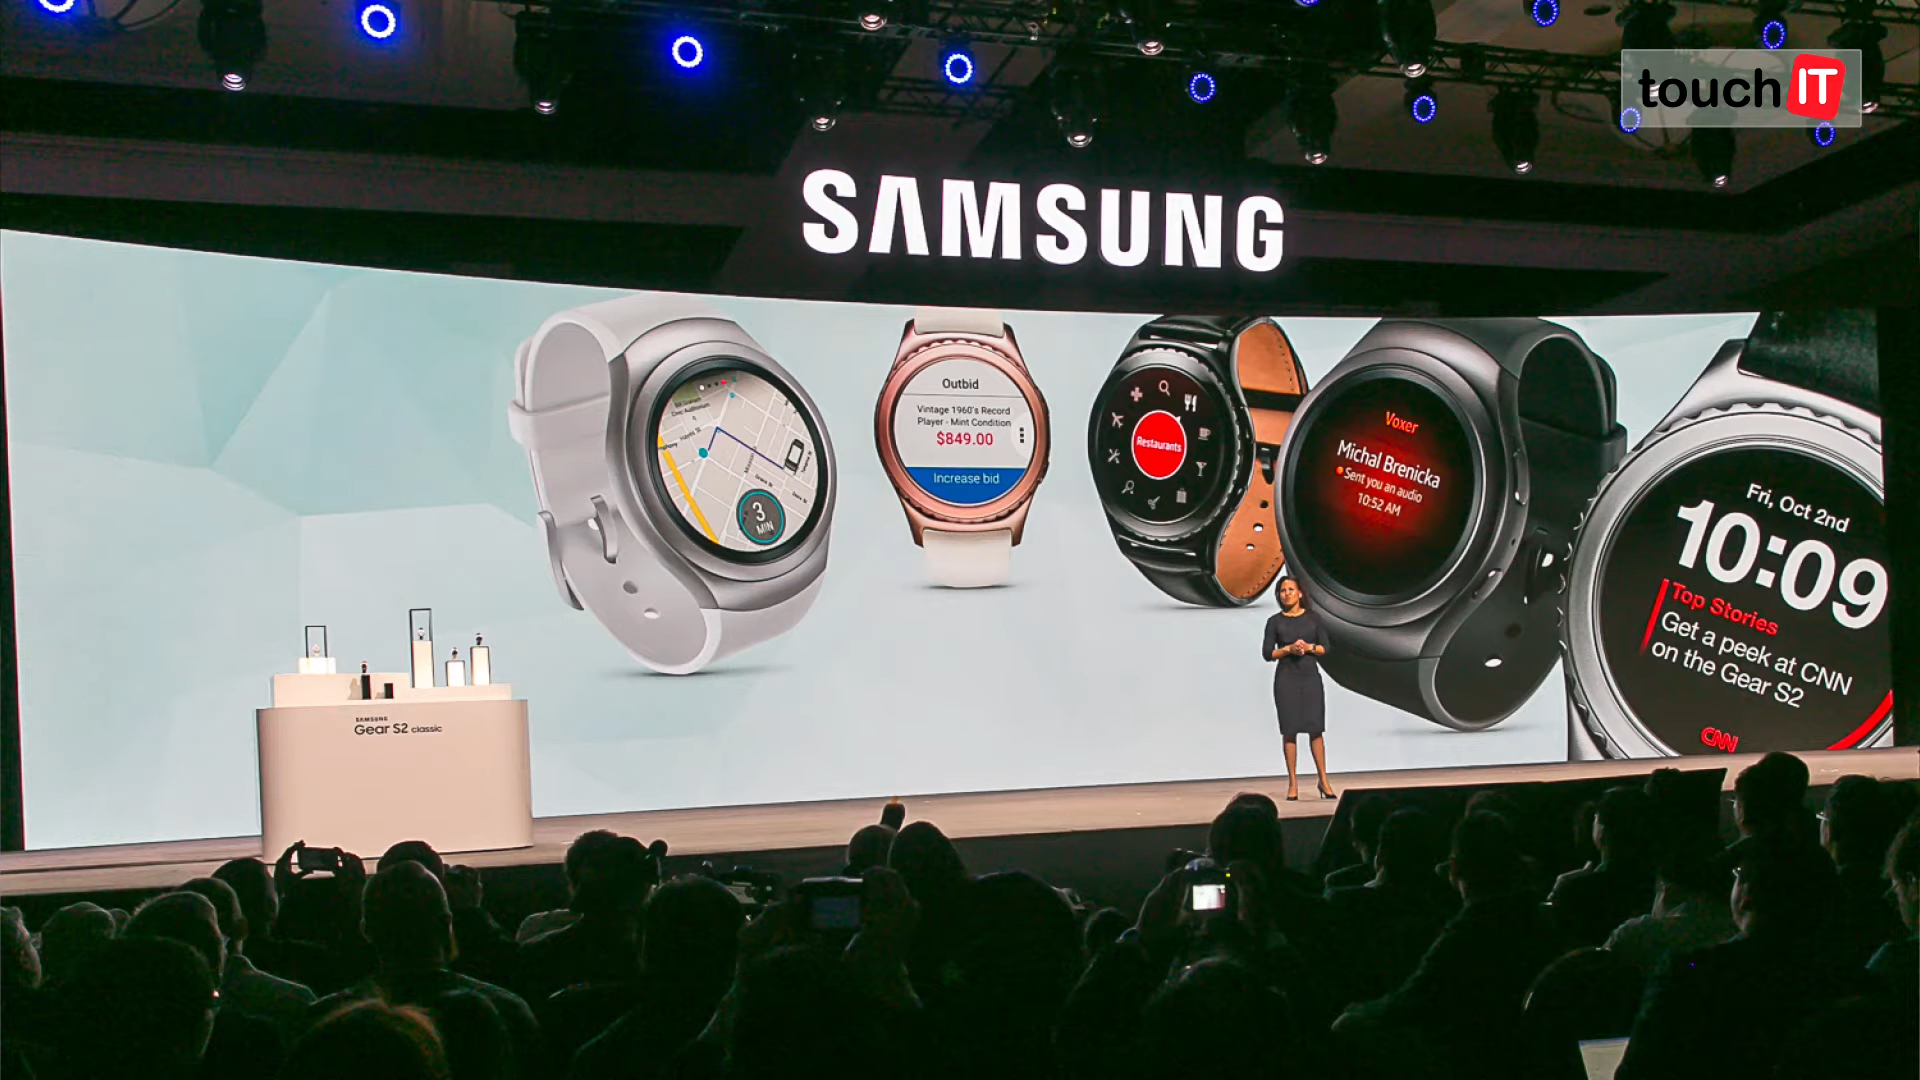 touchIT
SAMSUNG
3
MIN
Outbid
Vintage 1960's Record
Player - Mint Condition
$849.00
Increase bid
Restaurants
Voxer
Michal Brenicka
Sent you an audio
10:52 AM
Fri, Oct 2nd
10:09
Top Stories
Get a peek at CNN
on the Gear S2
CNN
SAMSUNG
Gear S2 classic